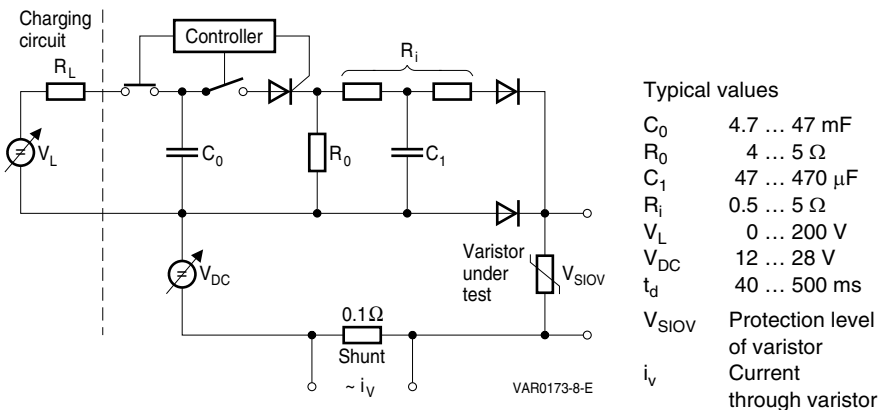 Charging
circuit
Controller
R_L
R_i
V_L
C_0
R_0
C_1
V_DC
Varistor
under
test
V_SIOV
0.1 Ω
Shunt
~ i_V
VAR0173-8-E
Typical values
C_0 4.7 … 47 mF
R_0 4 … 5 Ω
C_1 47 … 470 μF
R_i 0.5 … 5 Ω
V_L 0 … 200 V
V_DC 12 … 28 V
t_d 40 … 500 ms
V_SIOV Protection level
of varistor
i_v Current
through varistor